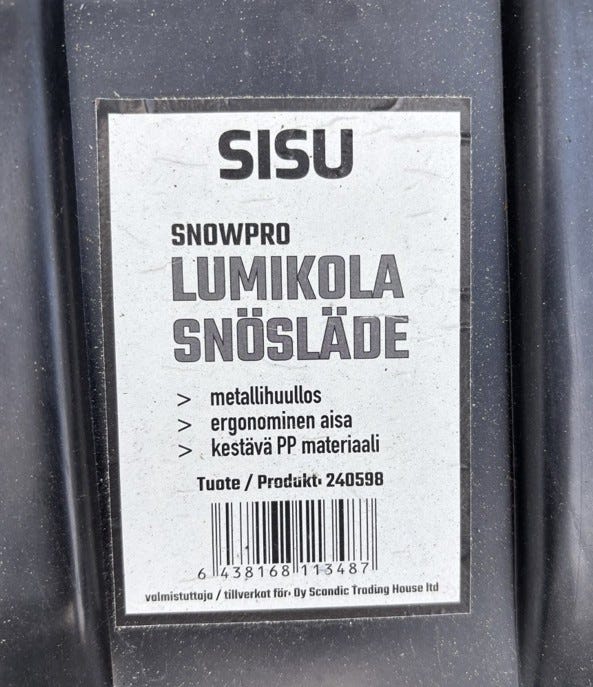 SISU
SNOWPRO
LUMIKOLA
SNÖSLÄDE
> metallihuullos
> ergonominen aisa
> kestävä PP materiaali
Tuote / Produkt: 240598
6 438168 113487
valmistuttaja / tillverkat för: Oy Scandic Trading House ltd